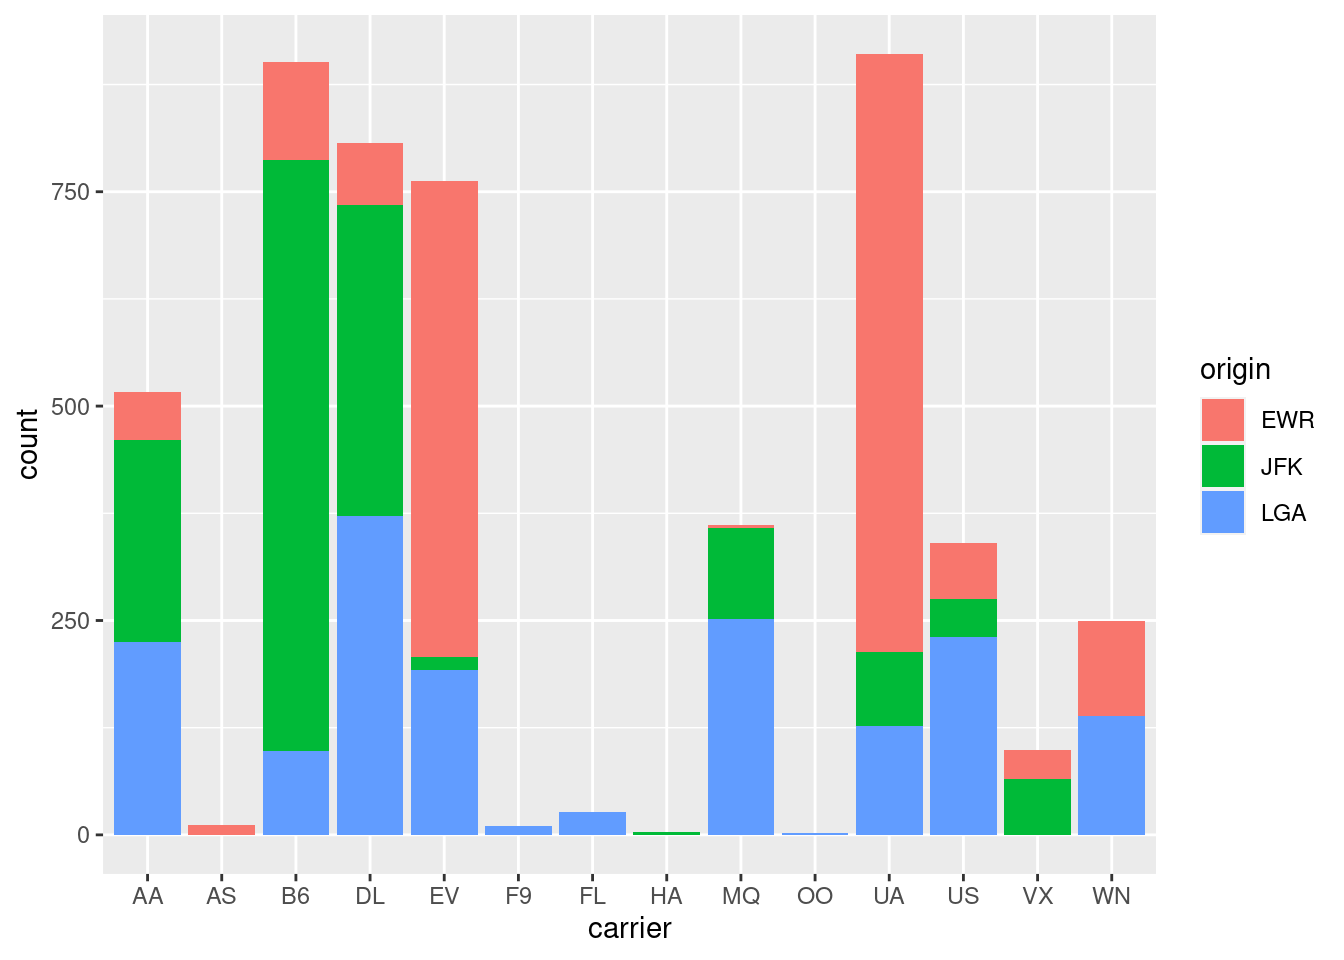 750
500
250
0
count
AA AS B6 DL EV F9 FL HA MQ OO UA US VX WN
carrier
origin
EWR
JFK
LGA